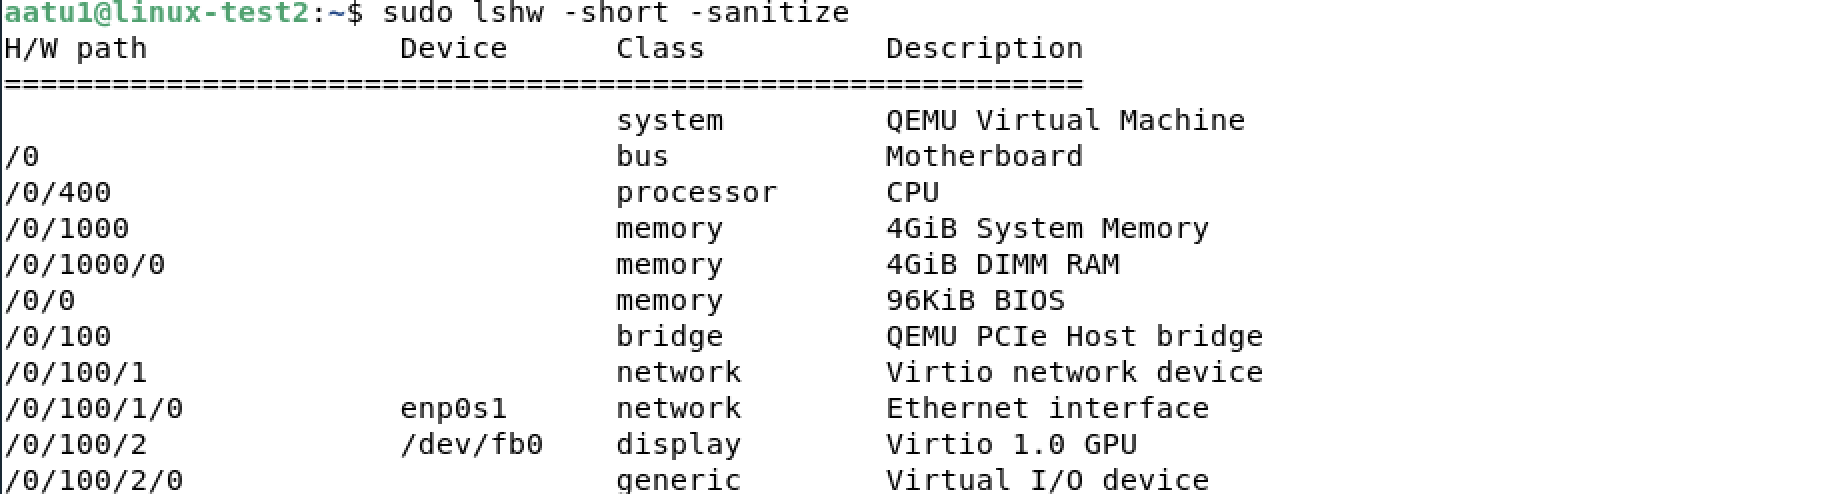 aatu1@linux-test2:~$ sudo lshw -short -sanitize
H/W path              Device      Class          Description
============================================================
                                  system         QEMU Virtual Machine
/0                                bus            Motherboard
/0/400                            processor      CPU
/0/1000                           memory         4GiB System Memory
/0/1000/0                         memory         4GiB DIMM RAM
/0/0                              memory         96KiB BIOS
/0/100                            bridge         QEMU PCIe Host bridge
/0/100/1                          network        Virtio network device
/0/100/1/0            enp0s1      network        Ethernet interface
/0/100/2              /dev/fb0    display        Virtio 1.0 GPU
/0/100/2/0                        generic        Virtual I/O device